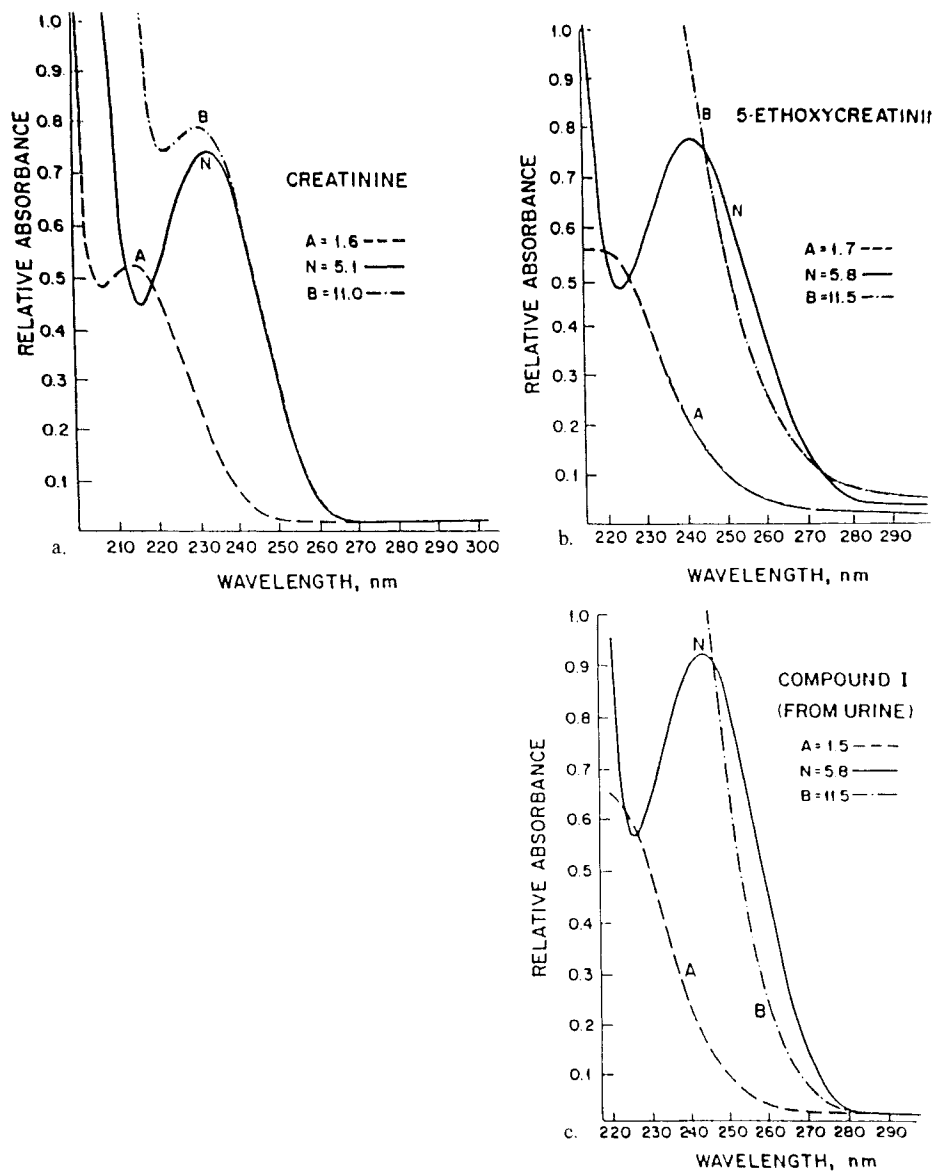 1.0
0.9
0.8
0.7
0.6
0.5
0.4
0.3
0.2
0.1
RELATIVE ABSORBANCE
B
N
A
CREATININE
A = 1.6
N = 5.1
B = 11.0
210 220 230 240 250 260 270 280 290 300
a.
WAVELENGTH, nm
1.0
0.9
0.8
0.7
0.6
0.5
0.4
0.3
0.2
0.1
RELATIVE ABSORBANCE
B
N
A
5-ETHOXYCREATINI
A = 1.7
N = 5.8
B = 11.5
220 230 240 250 260 270 280 290
b.
WAVELENGTH, nm
1.0
0.9
0.8
0.7
0.6
0.5
0.4
0.3
0.2
0.1
RELATIVE ABSORBANCE
N
A
B
COMPOUND I
(FROM URINE)
A = 1.5
N = 5.8
B = 11.5
220 230 240 250 260 270 280 290
c.
WAVELENGTH, nm